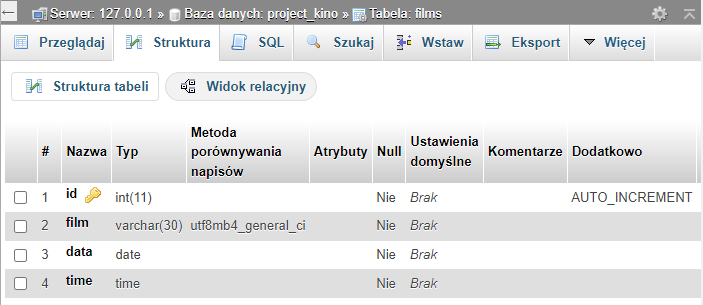 Serwer: 127.0.0.1 » Baza danych: project_kino » Tabela: films
Przeglądaj Struktura SQL Szukaj Wstaw Eksport Więcej
Struktura tabeli Widok relacyjny
# Nazwa Typ Metoda porównywania napisów Atrybuty Null Ustawienia domyślne Komentarze Dodatkowo
1 id int(11) Nie Brak AUTO_INCREMENT
2 film varchar(30) utf8mb4_general_ci Nie Brak
3 data date Nie Brak
4 time time Nie Brak